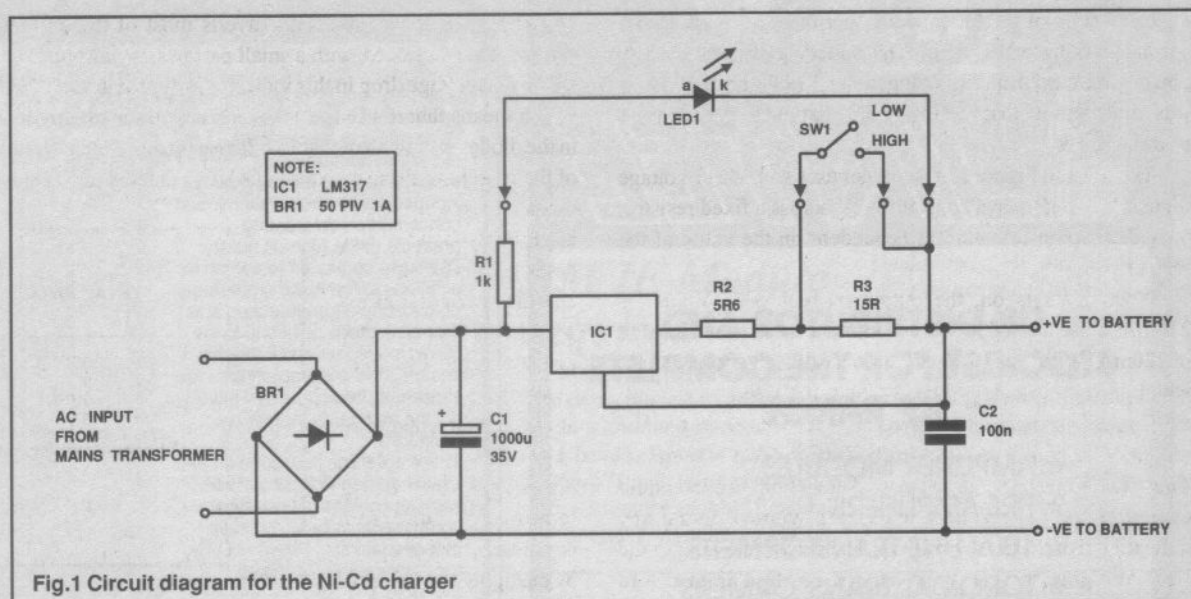 a k
LED1
LOW
SW1
HIGH
NOTE:
IC1 LM317
BR1 50 PIV 1A
R1
1k
R2
5R6
R3
15R
IC1
+VE TO BATTERY
BR1
+
C1
1000u
35V
C2
100n
AC INPUT
FROM
MAINS TRANSFORMER
-VE TO BATTERY
Fig.1 Circuit diagram for the Ni-Cd charger